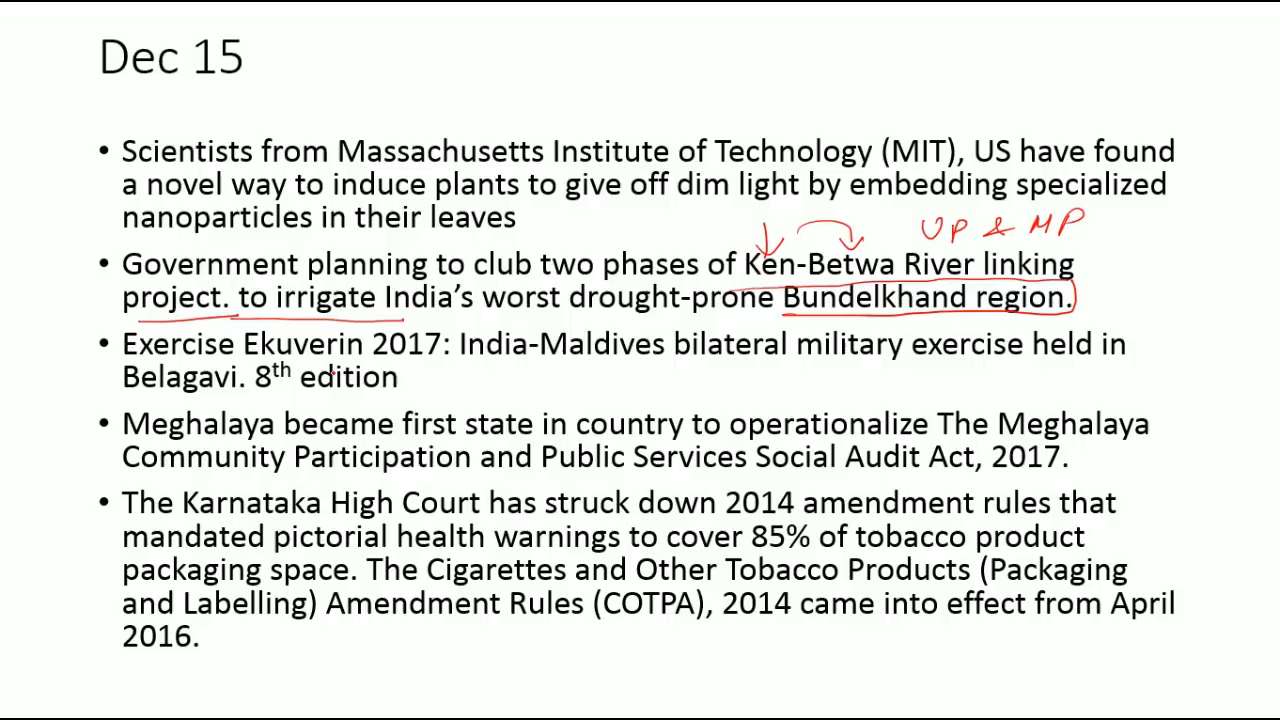 Dec 15
• Scientists from Massachusetts Institute of Technology (MIT), US have found
a novel way to induce plants to give off dim light by embedding specialized
nanoparticles in their leaves
UP & MP
• Government planning to club two phases of Ken-Betwa River linking
project. to irrigate India’s worst drought-prone Bundelkhand region.
• Exercise Ekuverin 2017: India-Maldives bilateral military exercise held in
Belagavi. 8th edition
• Meghalaya became first state in country to operationalize The Meghalaya
Community Participation and Public Services Social Audit Act, 2017.
• The Karnataka High Court has struck down 2014 amendment rules that
mandated pictorial health warnings to cover 85% of tobacco product
packaging space. The Cigarettes and Other Tobacco Products (Packaging
and Labelling) Amendment Rules (COTPA), 2014 came into effect from April
2016.